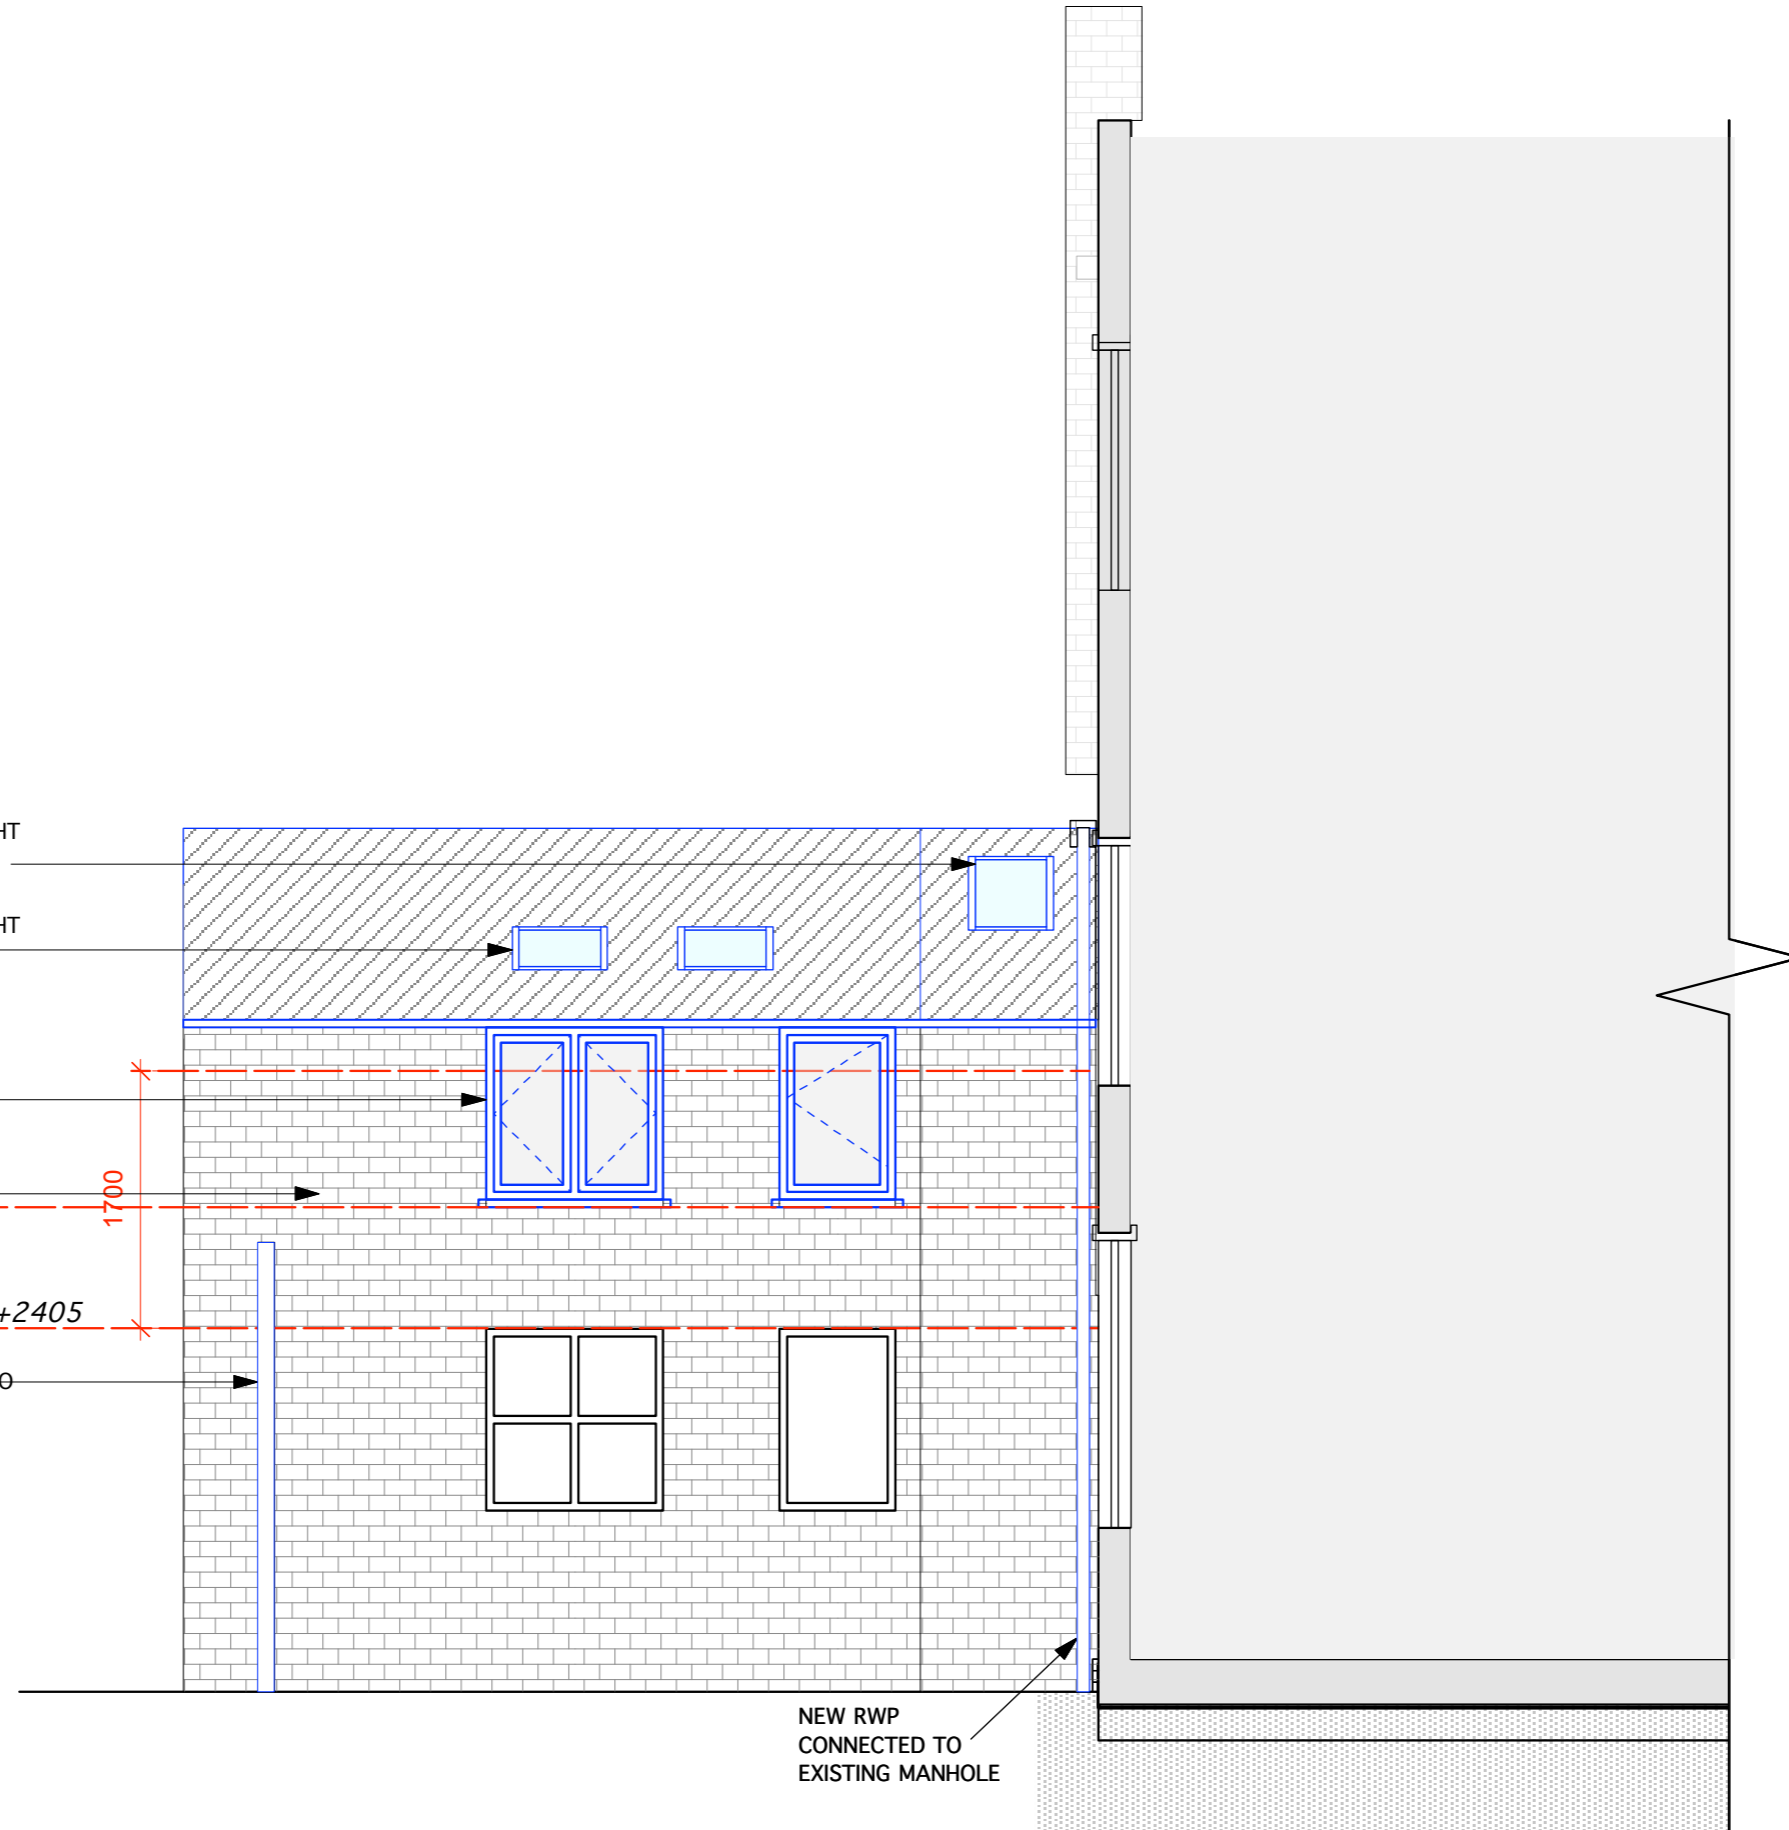 HT
HT
1700
+2405
O
NEW RWP
CONNECTED TO
EXISTING MANHOLE